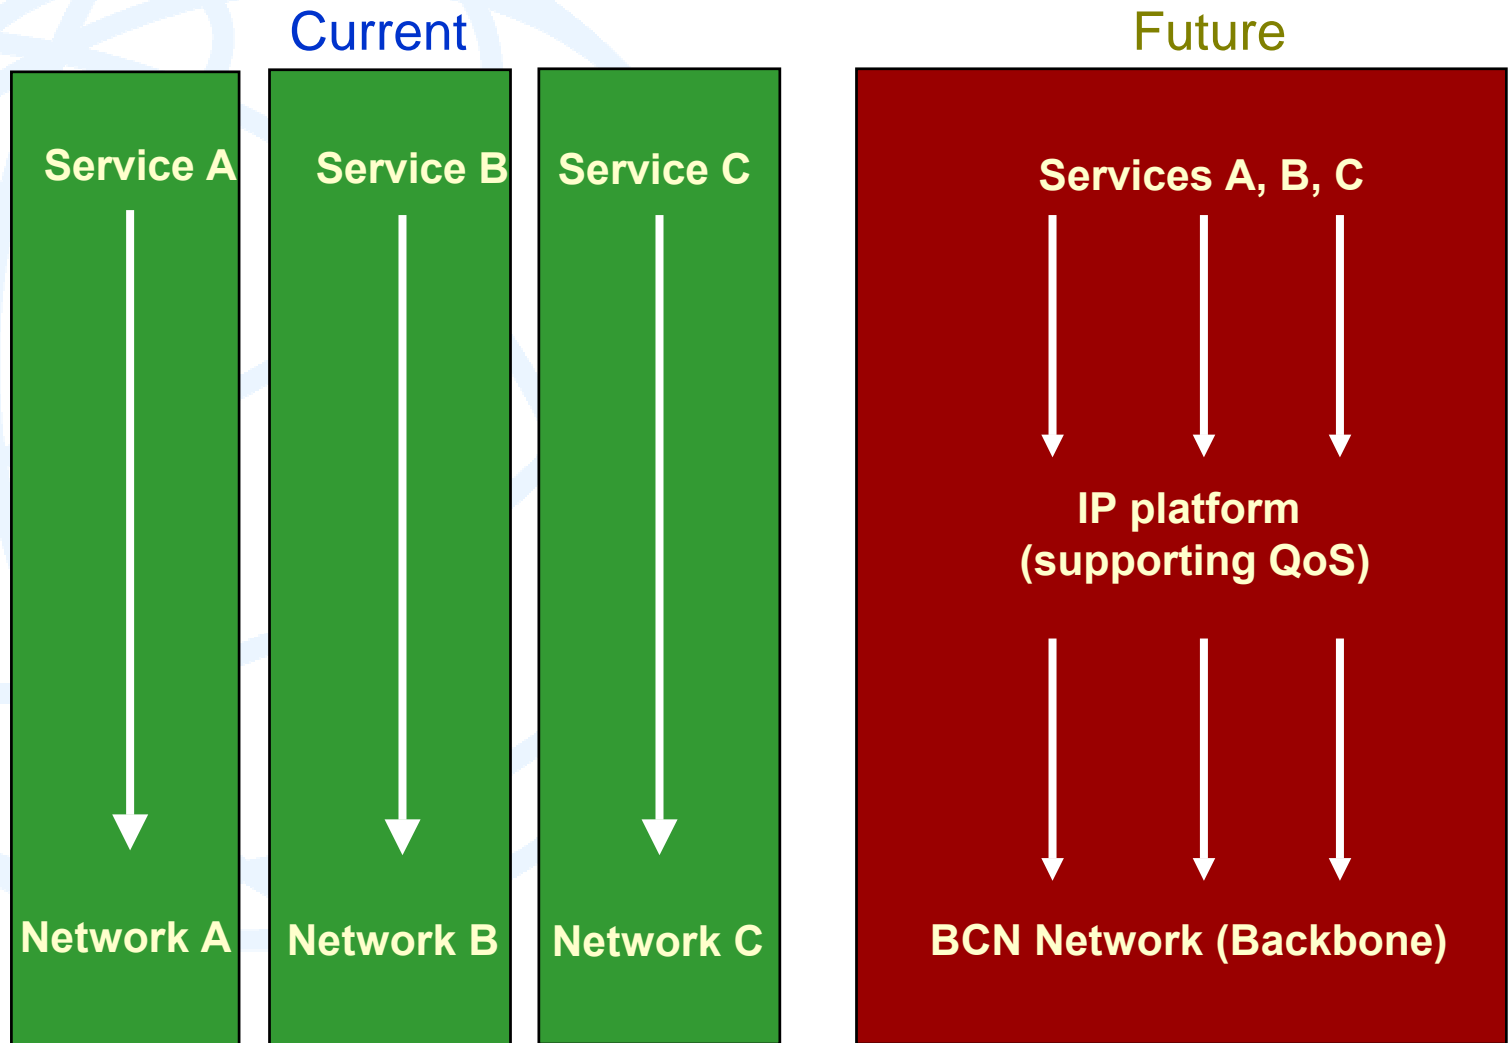 Current
Future
Service A
Service B
Service C
Services A, B, C
IP platform
(supporting QoS)
Network A
Network B
Network C
BCN Network (Backbone)